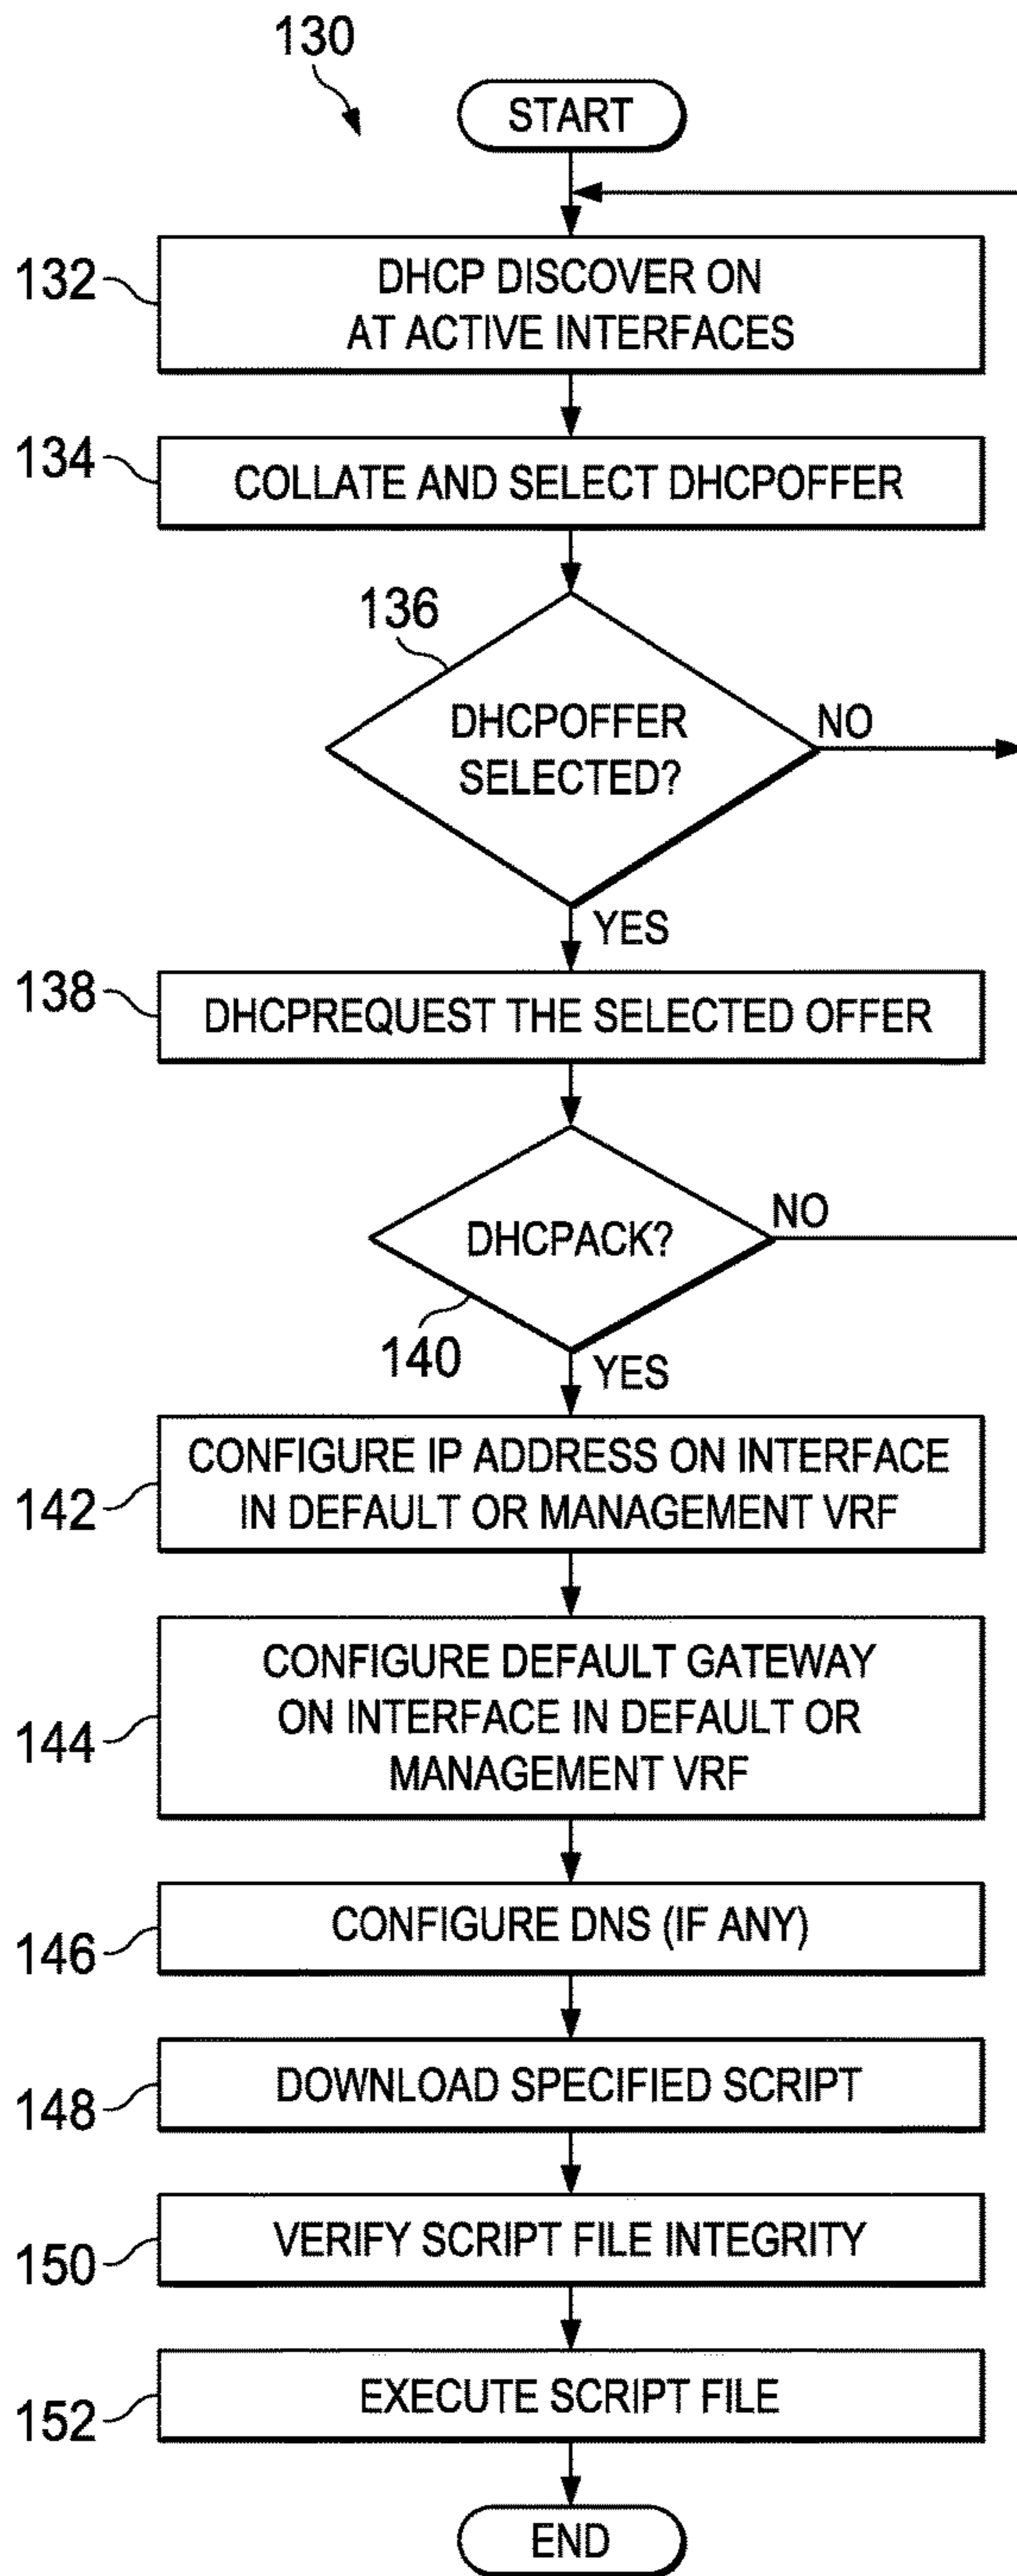 130
START
132
DHCP DISCOVER ON
AT ACTIVE INTERFACES
134
COLLATE AND SELECT DHCPOFFER
136
DHCPOFFER
SELECTED?
NO
YES
138
DHCPREQUEST THE SELECTED OFFER
DHCPACK?
NO
140
YES
142
CONFIGURE IP ADDRESS ON INTERFACE
IN DEFAULT OR MANAGEMENT VRF
144
CONFIGURE DEFAULT GATEWAY
ON INTERFACE IN DEFAULT OR
MANAGEMENT VRF
146
CONFIGURE DNS (IF ANY)
148
DOWNLOAD SPECIFIED SCRIPT
150
VERIFY SCRIPT FILE INTEGRITY
152
EXECUTE SCRIPT FILE
END